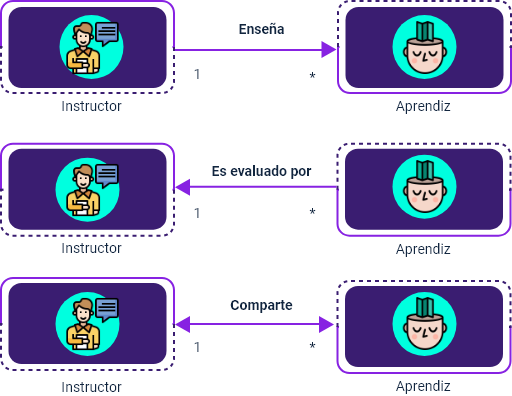 Enseña
1
*
Instructor
Aprendiz
Es evaluado por
1
*
Instructor
Aprendiz
Comparte
1
*
Instructor
Aprendiz